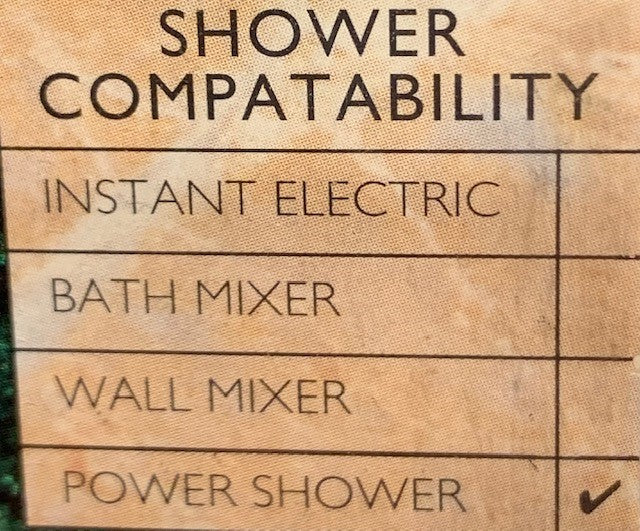 SHOWER
COMPATABILITY
INSTANT ELECTRIC
BATH MIXER
WALL MIXER
POWER SHOWER ✓